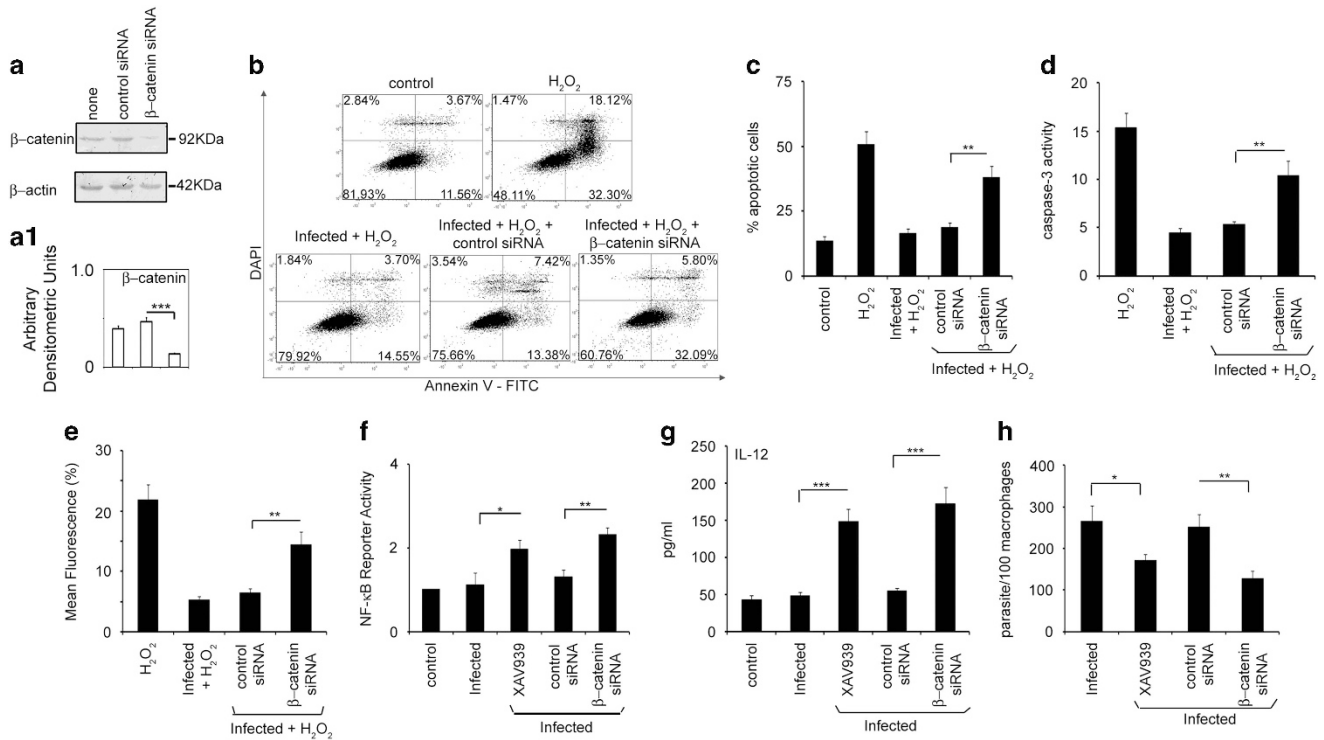 a
none
control siRNA
β–catenin siRNA
β–catenin
92KDa
β–actin
42KDa
a1
Arbitrary
Densitometric Units
1.0
0
β–catenin
***
b
control
2.84%
3.67%
81.93%
11.56%
H2O2
1.47%
18.12%
48.11%
32.30%
Infected + H2O2
1.84%
3.70%
79.92%
14.55%
Infected + H2O2 +
control siRNA
3.54%
7.42%
75.66%
13.38%
Infected + H2O2 +
β–catenin siRNA
1.35%
5.80%
60.76%
32.09%
DAPI
Annexin V - FITC
c
% apoptotic cells
75
50
25
0
**
control
H2O2
Infected
+ H2O2
control
siRNA
β–catenin
siRNA
Infected + H2O2
d
caspase-3 activity
20
15
10
5
0
**
H2O2
Infected
+ H2O2
control
siRNA
β–catenin
siRNA
Infected + H2O2
e
Mean Fluorescence (%)
30
20
10
0
**
H2O2
Infected
+ H2O2
control
siRNA
β–catenin
siRNA
Infected + H2O2
f
NF-κB Reporter Activity
4
2
0
*
**
control
Infected
XAV939
control
siRNA
β–catenin
siRNA
Infected
g
IL-12
pg/ml
250
200
150
100
50
0
***
***
control
Infected
XAV939
control
siRNA
β–catenin
siRNA
Infected
h
parasite/100 macrophages
400
300
200
100
0
*
**
Infected
XAV939
control
siRNA
β–catenin
siRNA
Infected